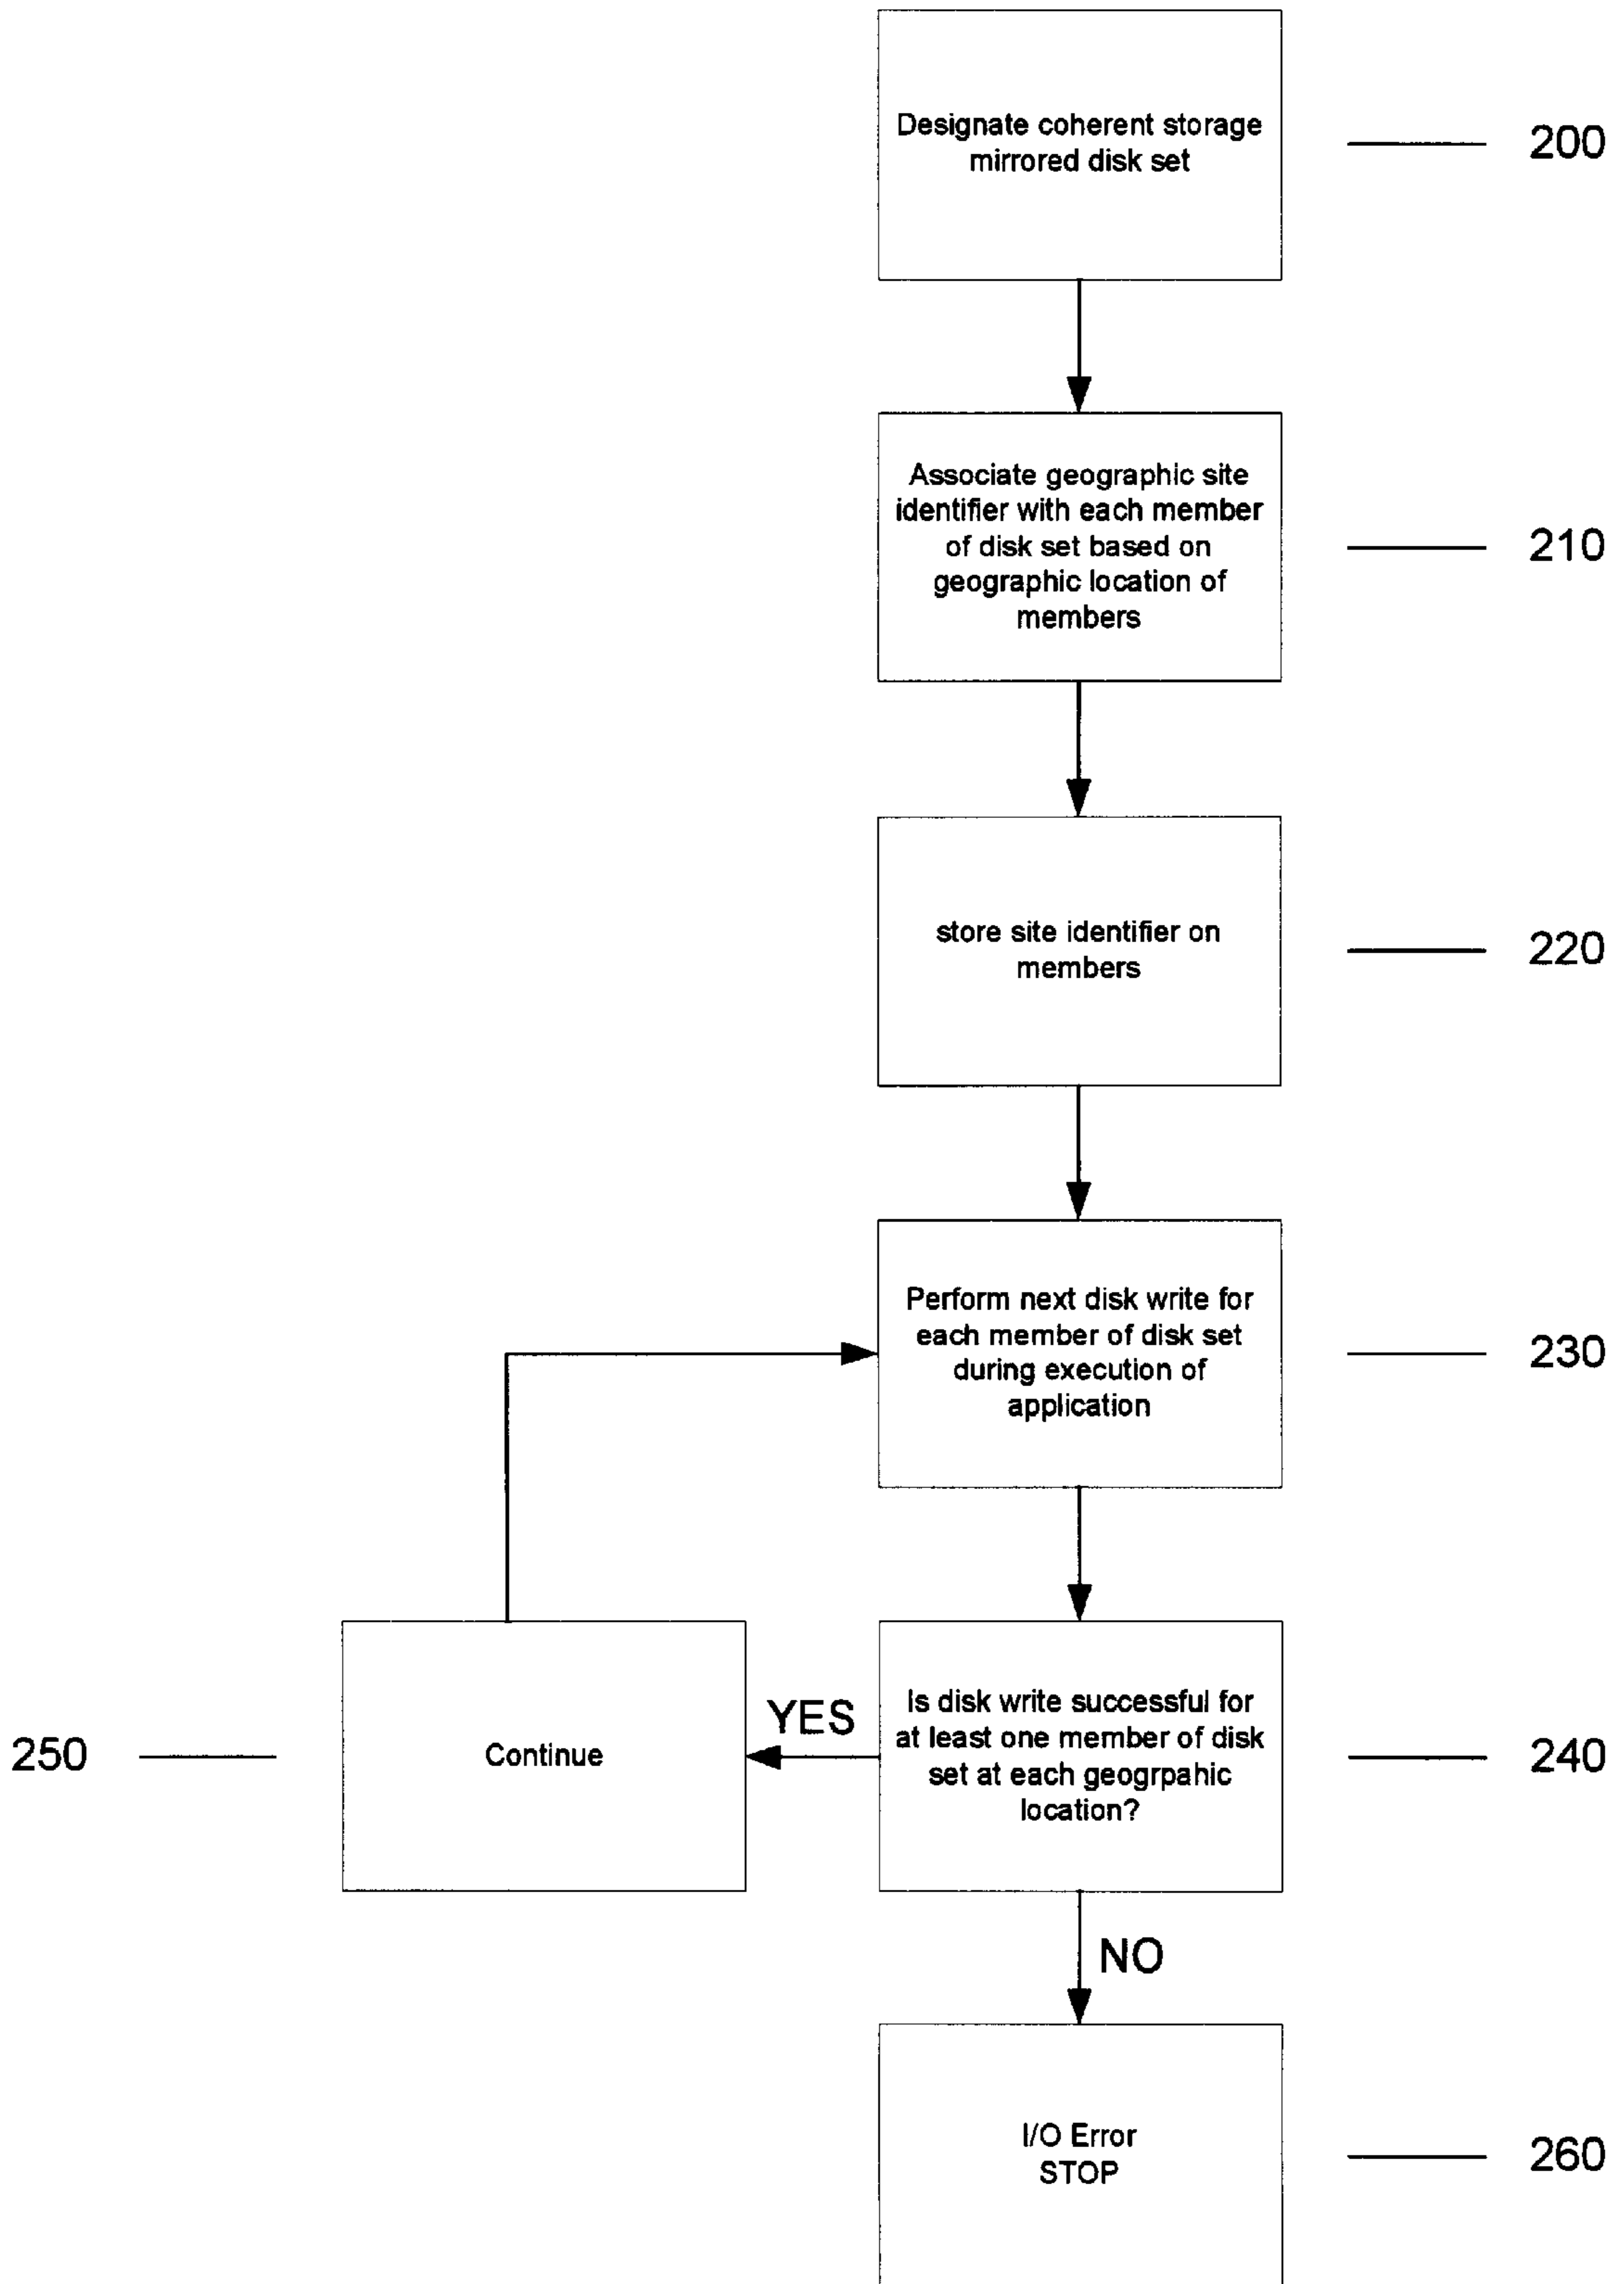 Designate coherent storage
mirrored disk set
200
Associate geographic site
identifier with each member
of disk set based on
geographic location of
members
210
store site identifier on
members
220
Perform next disk write for
each member of disk set
during execution of
application
230
250
Continue
YES
Is disk write successful for
at least one member of disk
set at each geogrpahic
location?
240
NO
I/O Error
STOP
260